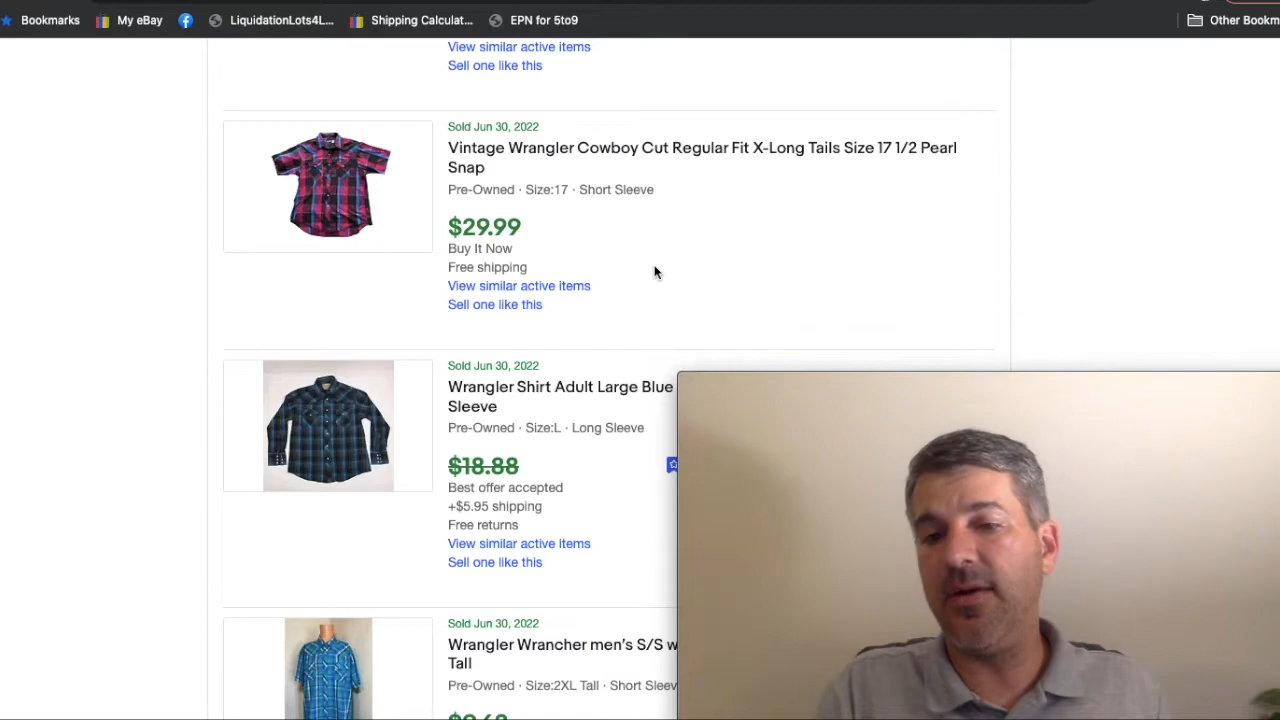 Bookmarks
My eBay
LiquidationLots4L...
Shipping Calculat...
EPN for 5to9
Other Bookm
View similar active items
Sell one like this
Sold Jun 30, 2022
Vintage Wrangler Cowboy Cut Regular Fit X-Long Tails Size 17 1/2 Pearl
Snap
Pre-Owned · Size:17 · Short Sleeve
$29.99
Buy It Now
Free shipping
View similar active items
Sell one like this
Sold Jun 30, 2022
Wrangler Shirt Adult Large Blue
Sleeve
Pre-Owned · Size:L · Long Sleeve
$18.88
Best offer accepted
+$5.95 shipping
Free returns
View similar active items
Sell one like this
Sold Jun 30, 2022
Wrangler Wrancher men's S/S w
Tall
Pre-Owned · Size:2XL Tall · Short Sleev